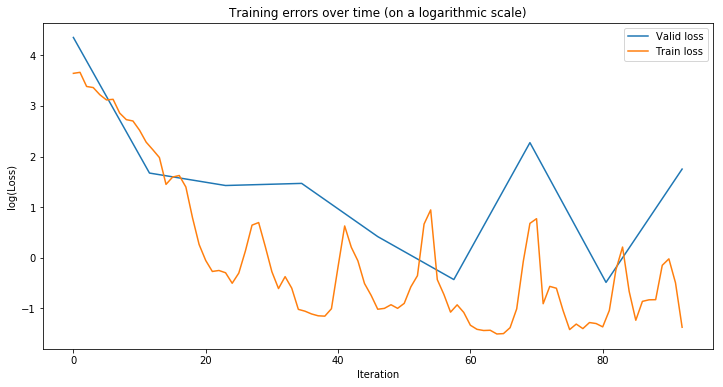 Training errors over time (on a logarithmic scale)
Valid loss
Train loss
log(Loss)
4
3
2
1
0
−1
0
20
40
60
80
Iteration